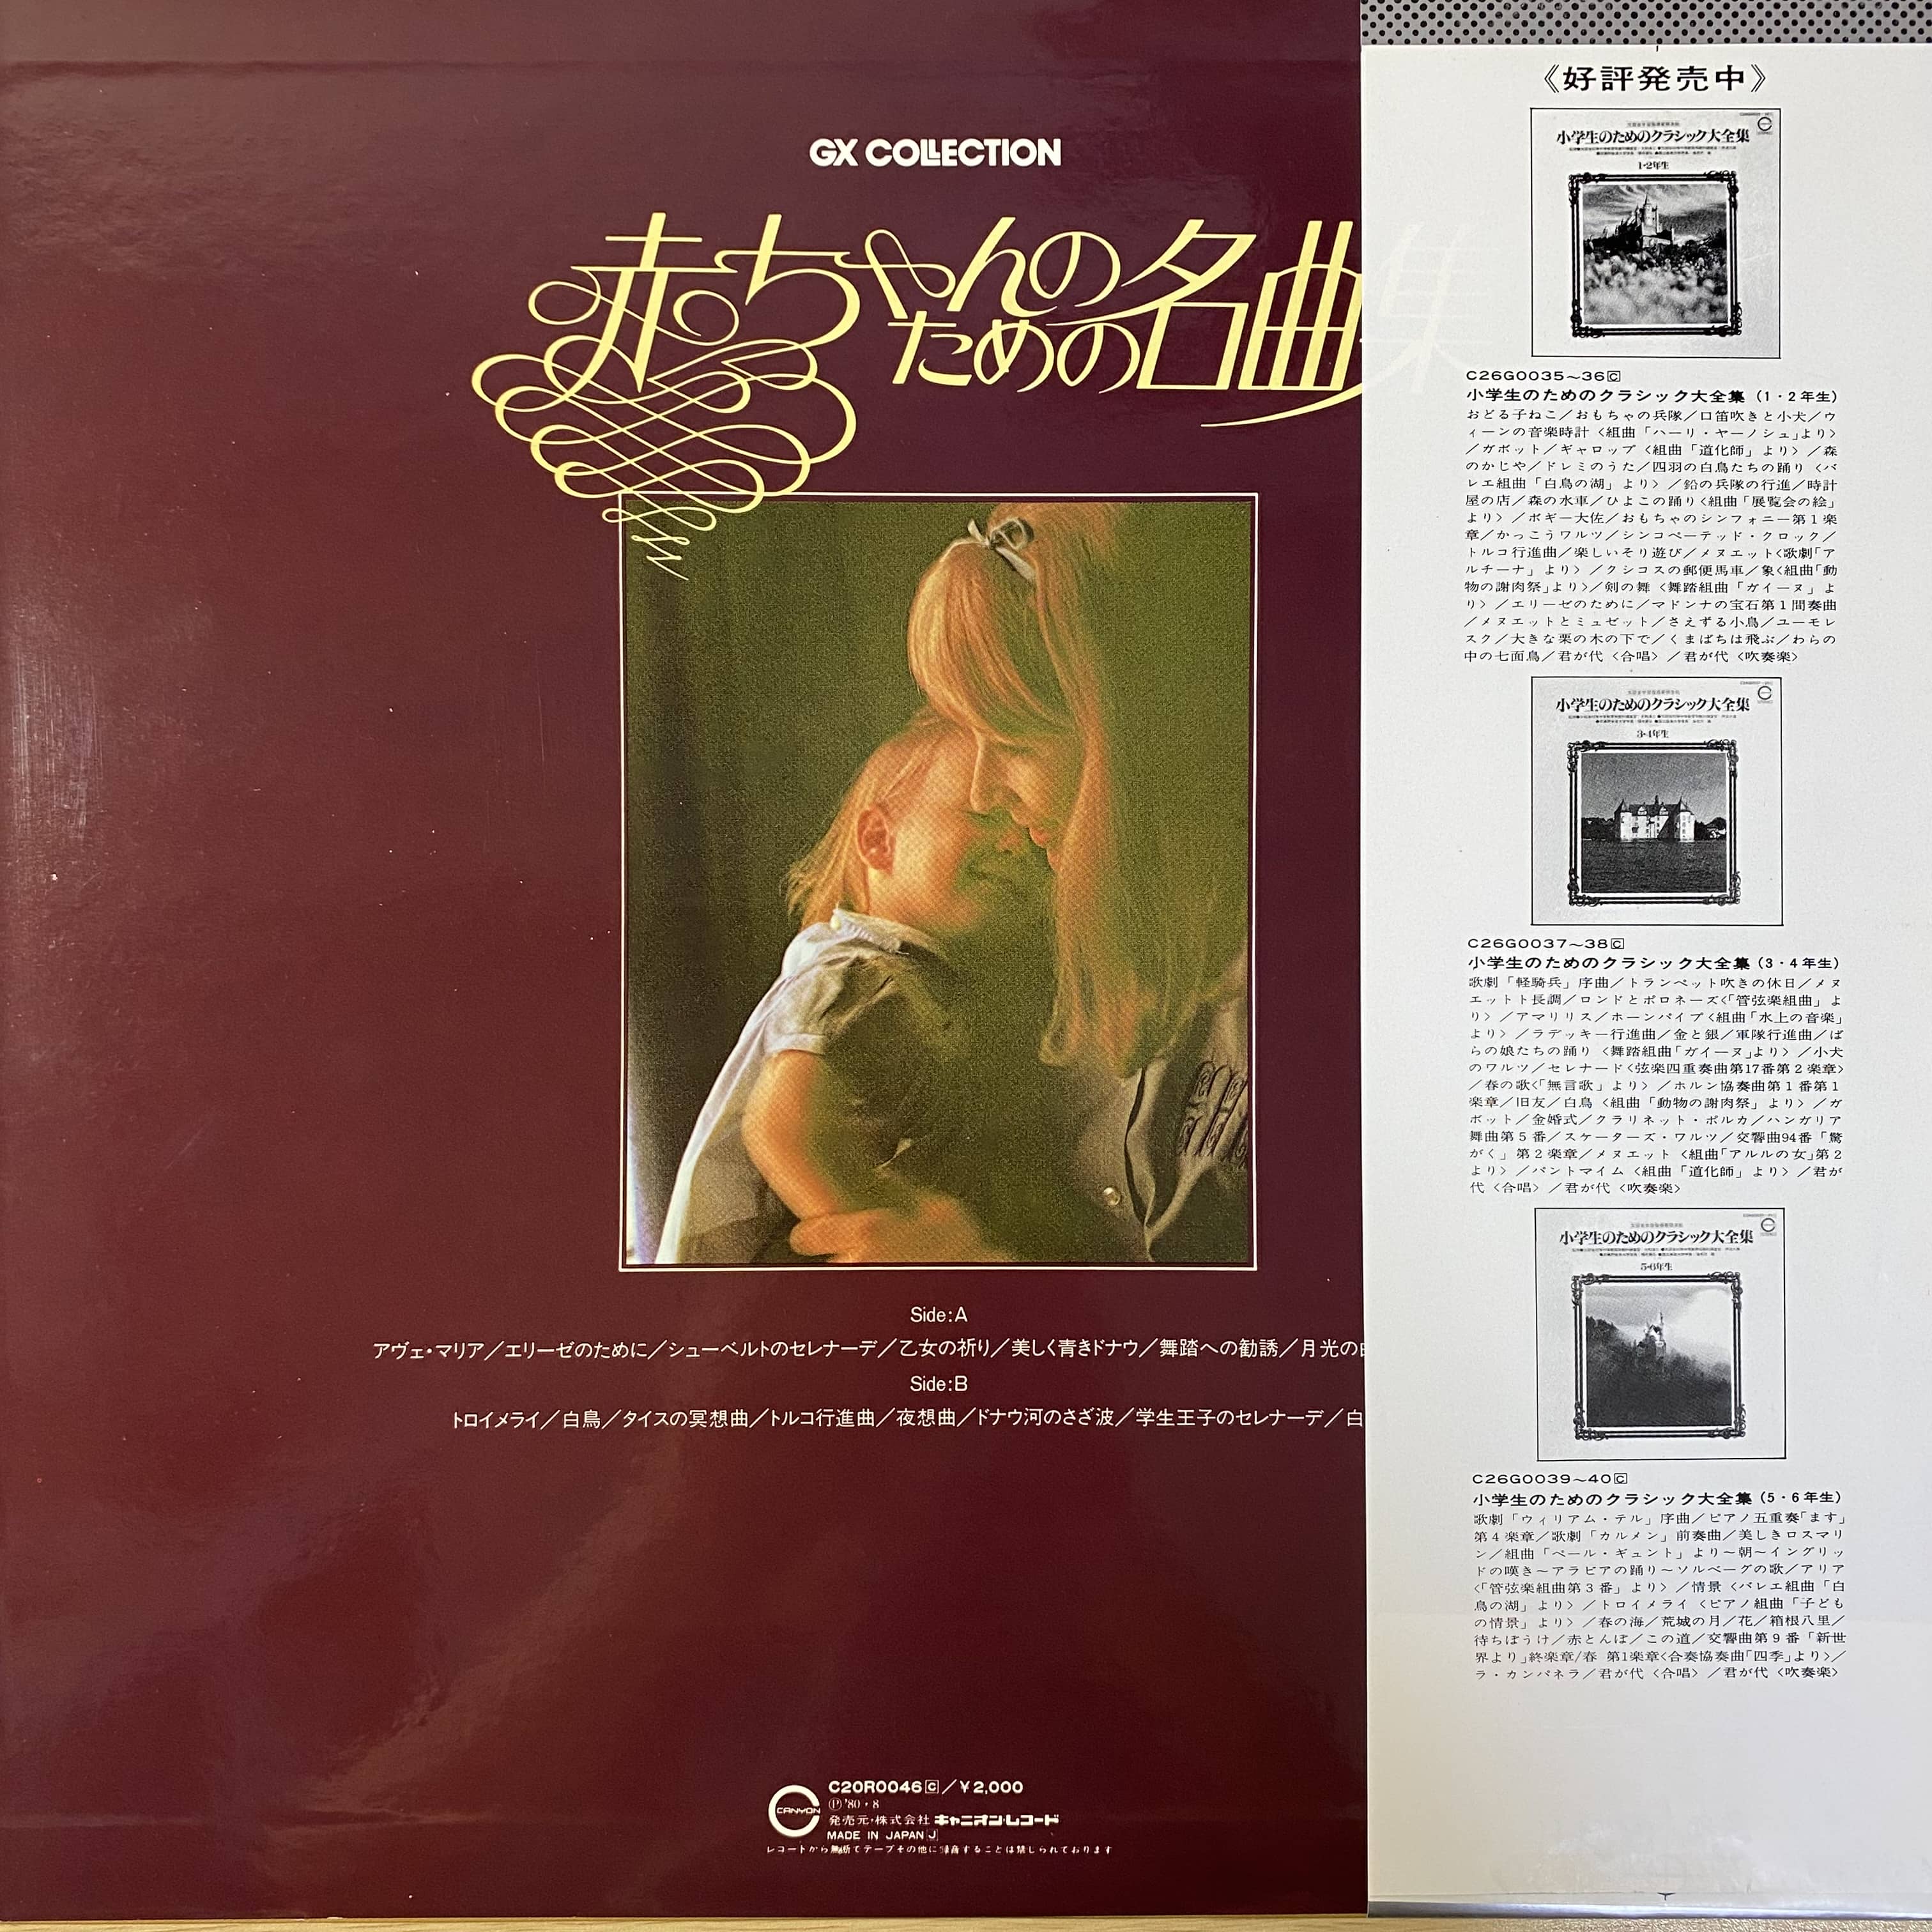 GX COLLECTION
赤ちゃんの
ための
名曲集
Side:A
アヴェ・マリア／エリーゼのために／シューベルトのセレナーデ／乙女の祈り／美しく青きドナウ／舞踏への勧誘／月光の
Side:B
トロイメライ／白鳥／タイスの冥想曲／トルコ行進曲／夜想曲／ドナウ河のさざ波／学生王子のセレナーデ／白
CANYON
C20R0046 C／¥2,000
Ⓟ'80・8
発売元・株式会社 キャニオン・レコード
MADE IN JAPAN J
レコードから無断でテープその他に録音することは禁じられております
《好評発売中》
小学生のためのクラシック大全集
1・2年生
C26G0035〜36 C
小学生のためのクラシック大全集（1・2年生）
おどる子ねこ／おもちゃの兵隊／口笛吹きと小犬／ウ
ィーンの音楽時計〈組曲「ハーリ・ヤーノシュ」より〉
／ガボット／ギャロップ〈組曲「道化師」より〉／森
のかじや／ドレミのうた／四羽の白鳥たちの踊り〈バ
レエ組曲「白鳥の湖」より〉／鉛の兵隊の行進／時計
屋の店／森の水車／ひよこの踊り〈組曲「展覧会の絵」
より〉／ボギー大佐／おもちゃのシンフォニー第1楽
章／かっこうワルツ／シンコペーテッド・クロック／
トルコ行進曲／楽しいそり遊び／メヌエット〈歌劇「ア
ルチーナ」より〉／クシコスの郵便馬車／象〈組曲「動
物の謝肉祭」より〉／剣の舞〈舞踏組曲「ガイーヌ」よ
り〉／エリーゼのために／マドンナの宝石第1間奏曲
／メヌエットとミュゼット／さえずる小鳥／ユーモレ
スク／大きな栗の木の下で／くまばちは飛ぶ／わらの
中の七面鳥／君が代〈合唱〉／君が代〈吹奏楽〉
小学生のためのクラシック大全集
3・4年生
C26G0037〜38 C
小学生のためのクラシック大全集（3・4年生）
歌劇「軽騎兵」序曲／トランペット吹きの休日／メヌ
エットト長調／ロンドとポロネーズ〈「管弦楽組曲」よ
り〉／アマリリス／ホーンパイプ〈組曲「水上の音楽」
より〉／ラデッキー行進曲／金と銀／軍隊行進曲／ば
らの娘たちの踊り〈舞踏組曲「ガイーヌ」より〉／小犬
のワルツ／セレナード〈弦楽四重奏曲第17番第2楽章〉
／春の歌〈「無言歌」より〉／ホルン協奏曲第1番第1
楽章／旧友／白鳥〈組曲「動物の謝肉祭」より〉／ガ
ボット／金婚式／クラリネット・ポルカ／ハンガリア
舞曲第5番／スケーターズ・ワルツ／交響曲94番「驚
がく」第2楽章／メヌエット〈組曲「アルルの女」第2
より〉／パントマイム〈組曲「道化師」より〉／君が
代〈合唱〉／君が代〈吹奏楽〉
小学生のためのクラシック大全集
5・6年生
C26G0039〜40 C
小学生のためのクラシック大全集（5・6年生）
歌劇「ウィリアム・テル」序曲／ピアノ五重奏「ます」
第4楽章／歌劇「カルメン」前奏曲／美しきロスマリ
ン／組曲「ペール・ギュント」より〜朝〜イングリッ
ドの嘆き〜アラビアの踊り〜ソルベーグの歌／アリア
〈「管弦楽組曲第3番」より〉／情景〈バレエ組曲「白
鳥の湖」より〉／トロイメライ〈ピアノ組曲「子ども
の情景」より〉／春の海／荒城の月／花／箱根八里／
待ちぼうけ／赤とんぼ／この道／交響曲第9番「新世
界より」終楽章/春 第1楽章〈合奏協奏曲「四季」より〉／
ラ・カンパネラ／君が代〈合唱〉／君が代〈吹奏楽〉